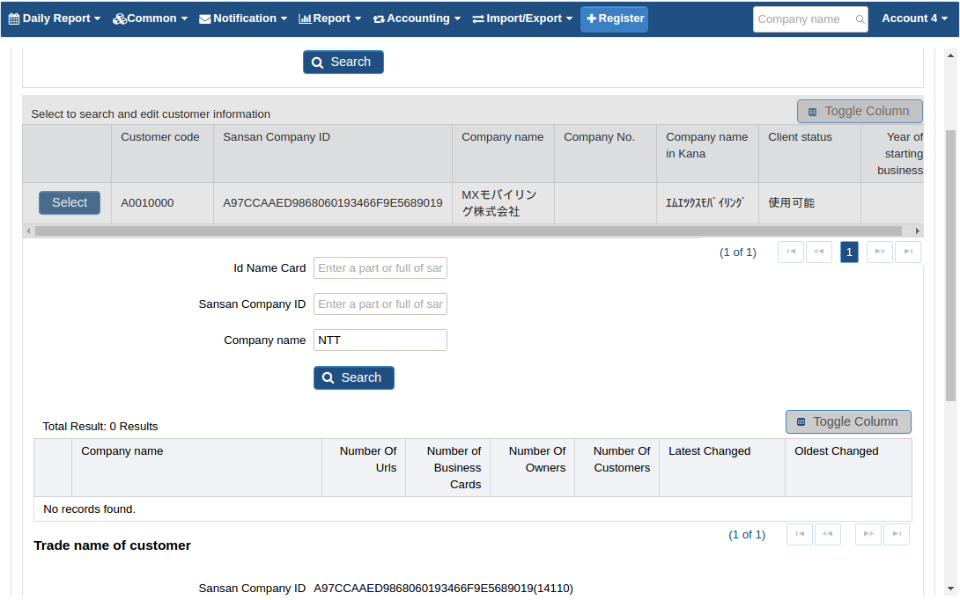 Daily Report Common Notification Report Accounting Import/Export Register Company name Account 4
Search
Select to search and edit customer information Toggle Column
Customer code Sansan Company ID Company name Company No. Company name in Kana Client status Year of starting business
Select A0010000 A97CCAAED9868060193466F9E5689019 MXモバイリング株式会社 ｴﾑｴｯｸｽﾓﾊﾞｲﾘﾝｸﾞ 使用可能
(1 of 1) 1
Id Name Card Enter a part or full of sar
Sansan Company ID Enter a part or full of sar
Company name NTT
Search
Total Result: 0 Results Toggle Column
Company name Number Of Urls Number of Business Cards Number Of Owners Number Of Customers Latest Changed Oldest Changed
No records found.
(1 of 1)
Trade name of customer
Sansan Company ID A97CCAAED9868060193466F9E5689019(14110)